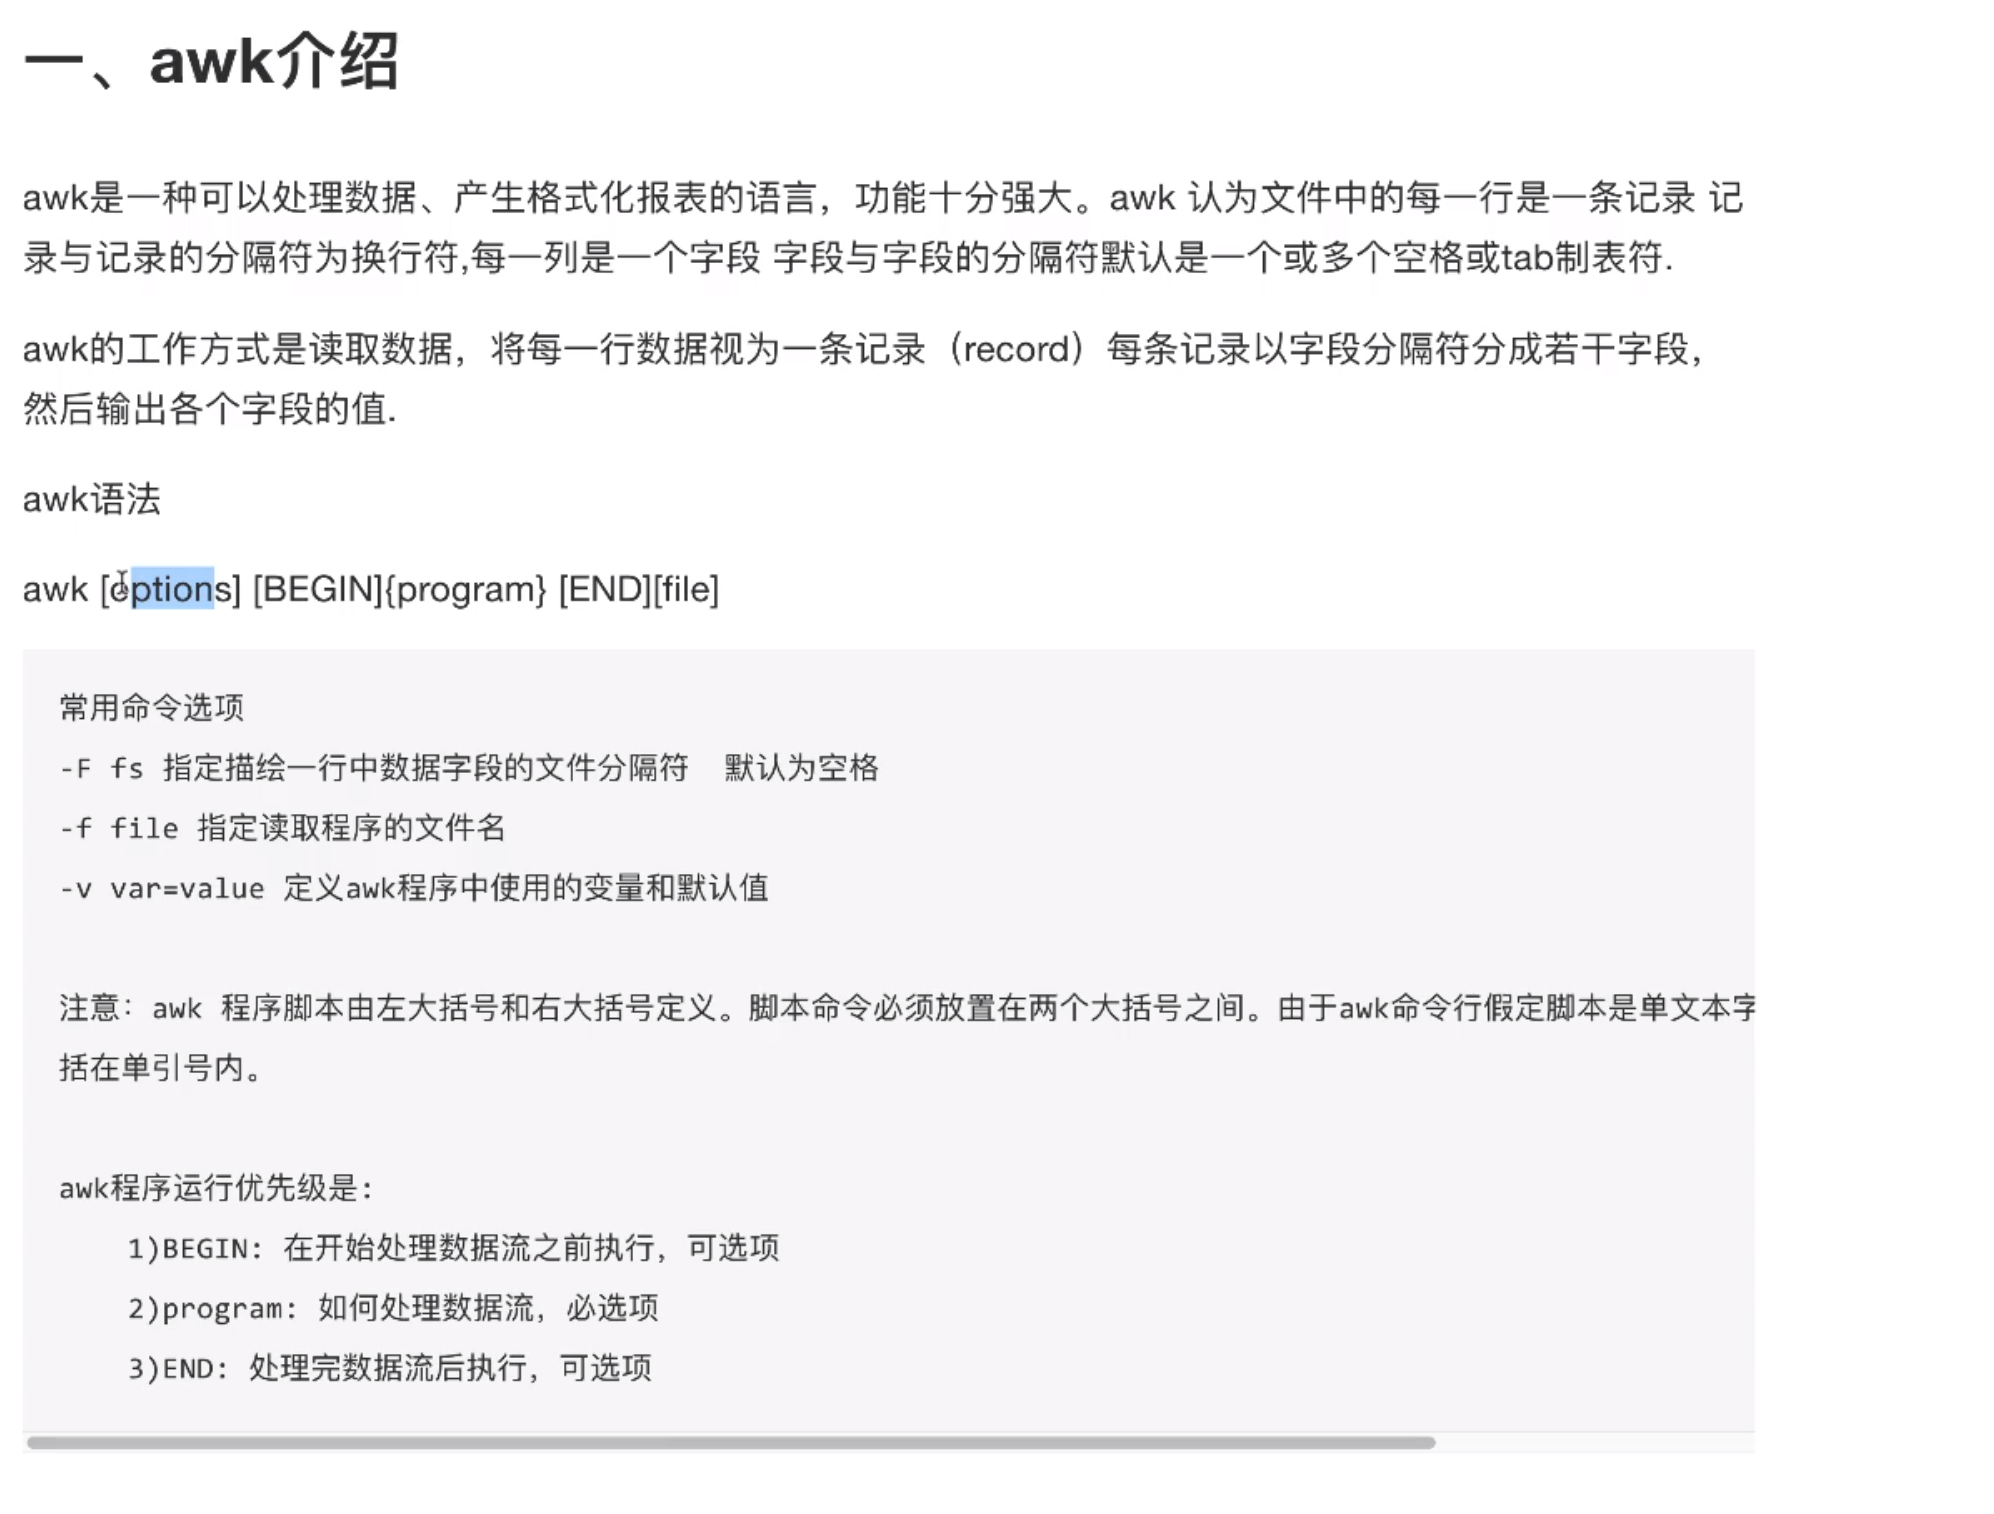 一、awk介绍
awk是一种可以处理数据、产生格式化报表的语言，功能十分强大。awk 认为文件中的每一行是一条记录 记
录与记录的分隔符为换行符,每一列是一个字段 字段与字段的分隔符默认是一个或多个空格或tab制表符.
awk的工作方式是读取数据，将每一行数据视为一条记录（record）每条记录以字段分隔符分成若干字段，
然后输出各个字段的值.
awk语法
awk [options] [BEGIN]{program} [END][file]
常用命令选项
-F fs 指定描绘一行中数据字段的文件分隔符  默认为空格
-f file 指定读取程序的文件名
-v var=value 定义awk程序中使用的变量和默认值
注意：awk 程序脚本由左大括号和右大括号定义。脚本命令必须放置在两个大括号之间。由于awk命令行假定脚本是单文本字
括在单引号内。
awk程序运行优先级是:
1)BEGIN: 在开始处理数据流之前执行，可选项
2)program: 如何处理数据流，必选项
3)END: 处理完数据流后执行，可选项